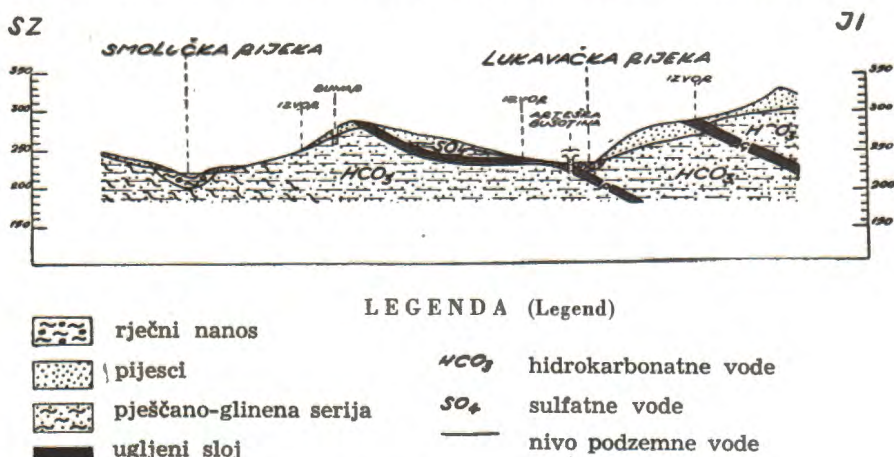 SZ JI
SMOLUČKA RIJEKA LUKAVAČKA RIJEKA
BUNAR IZVOR
IZVOR IZVOR
ARTEŠKA
BUŠOTINA
350 350
300 300
250 250
200 200
150 150
SO₄
HCO₃ HCO₃
LEGENDA (Legend)
rječni nanos
pijesci
pješčano-glinena serija
ugljeni sloj
HCO₃ hidrokarbonatne vode
SO₄ sulfatne vode
nivo podzemne vode